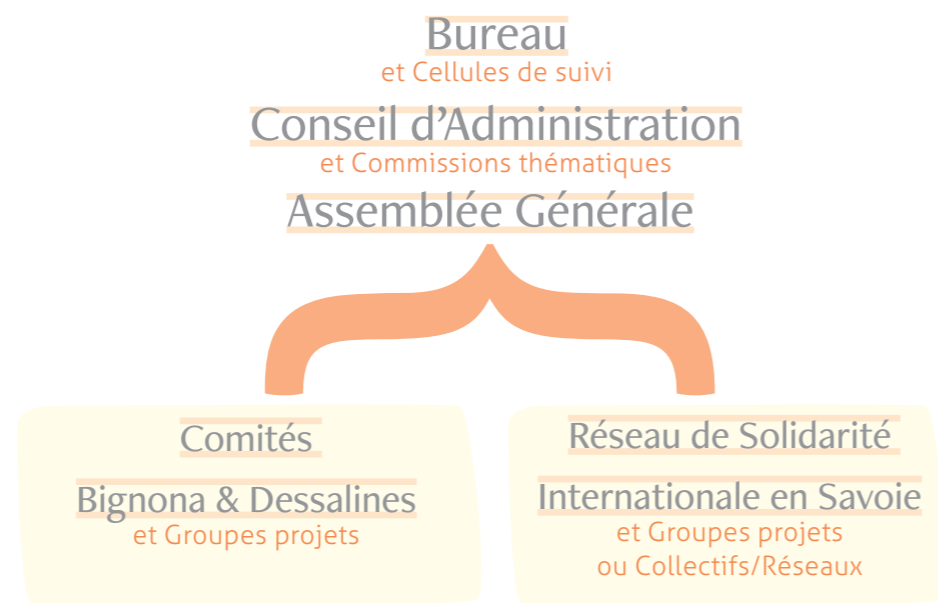 Bureau
et Cellules de suivi
Conseil d’Administration
et Commissions thématiques
Assemblée Générale
Comités
Bignona & Dessalines
et Groupes projets
Réseau de Solidarité
Internationale en Savoie
et Groupes projets
ou Collectifs/Réseaux